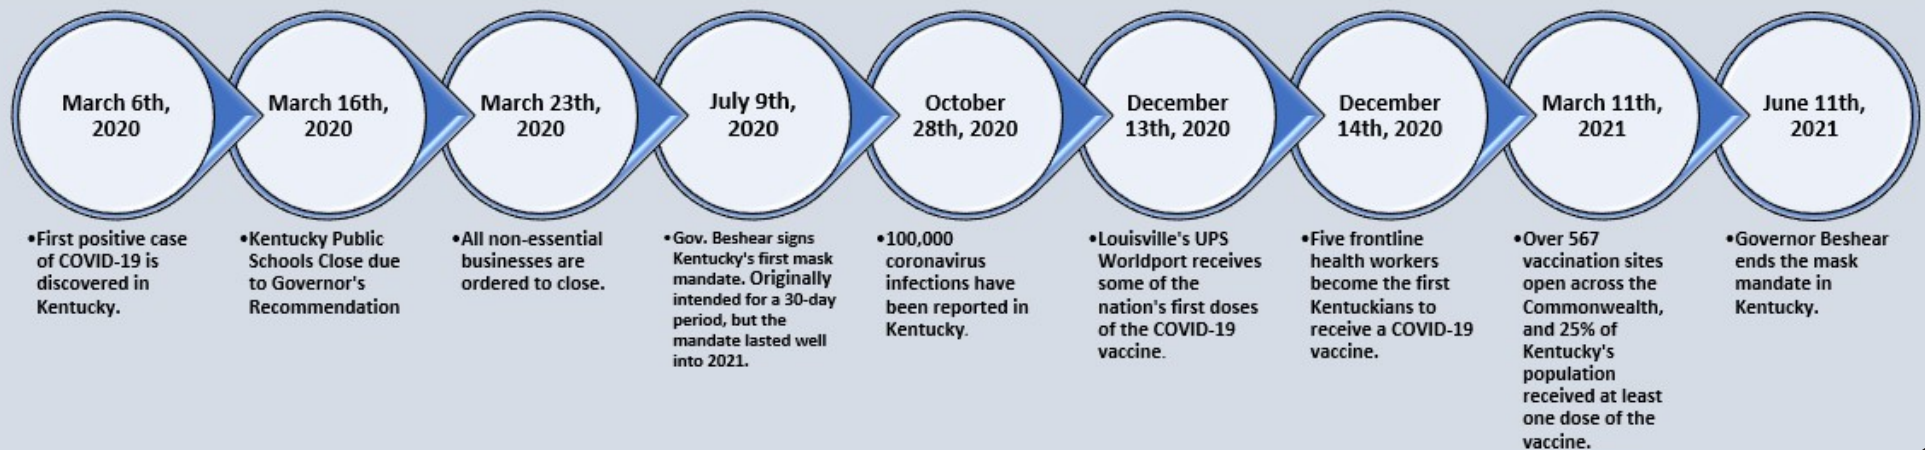 March 6th,
2020
•First positive case
of COVID-19 is
discovered in
Kentucky.
March 16th,
2020
•Kentucky Public
Schools Close due
to Governor's
Recommendation
March 23th,
2020
•All non-essential
businesses are
ordered to close.
July 9th,
2020
•Gov. Beshear signs
Kentucky's first mask
mandate. Originally
intended for a 30-day
period, but the
mandate lasted well
into 2021.
October
28th, 2020
•100,000
coronavirus
infections have
been reported in
Kentucky.
December
13th, 2020
•Louisville's UPS
Worldport receives
some of the
nation's first doses
of the COVID-19
vaccine.
December
14th, 2020
•Five frontline
health workers
become the first
Kentuckians to
receive a COVID-19
vaccine.
March 11th,
2021
•Over 567
vaccination sites
open across the
Commonwealth,
and 25% of
Kentucky's
population
received at least
one dose of the
vaccine.
June 11th,
2021
•Governor Beshear
ends the mask
mandate in
Kentucky.